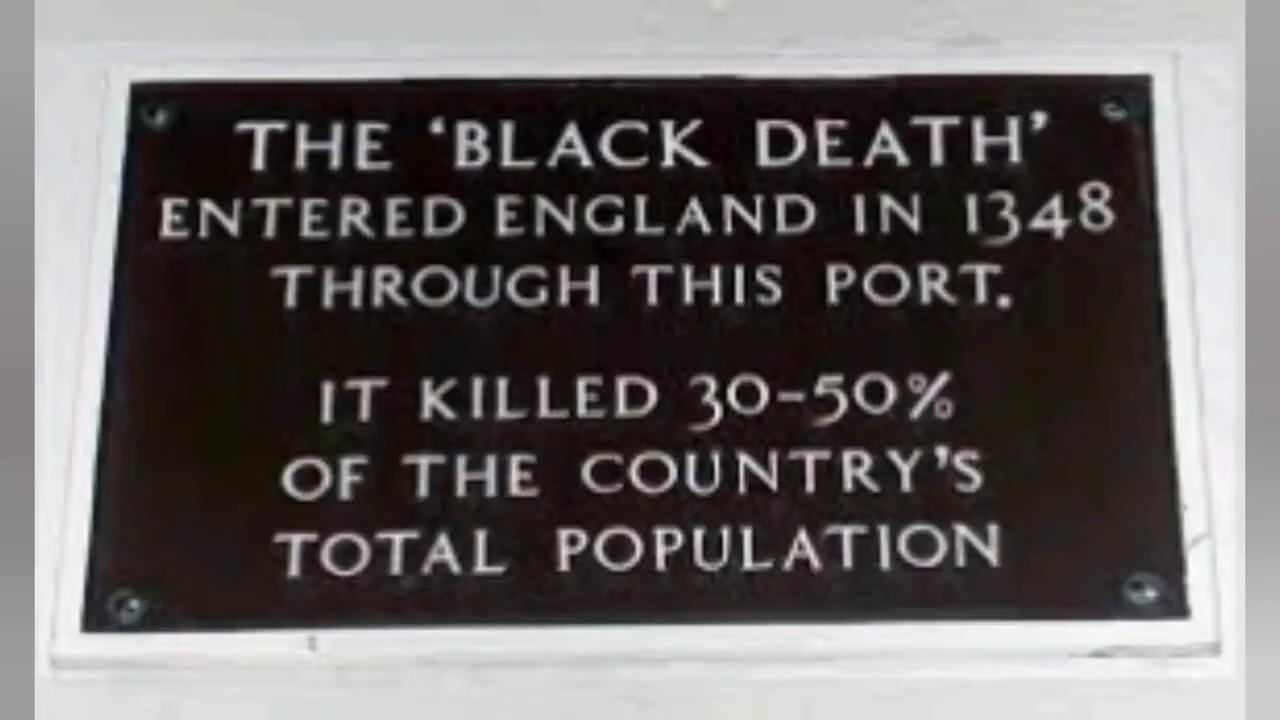 THE ‘BLACK DEATH’
ENTERED ENGLAND IN 1348
THROUGH THIS PORT.
IT KILLED 30-50%
OF THE COUNTRY’S
TOTAL POPULATION